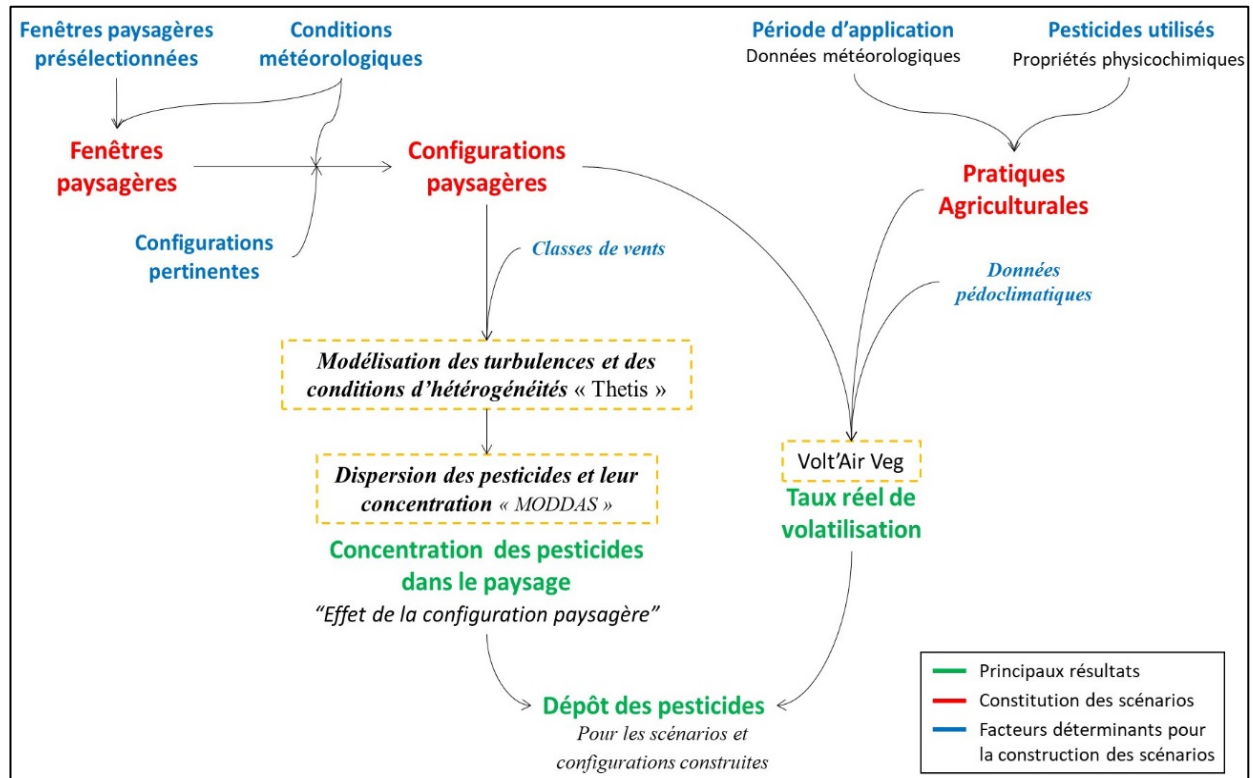 Fenêtres paysagères
présélectionnées
Conditions
météorologiques
Période d’application
Données météorologiques
Pesticides utilisés
Propriétés physicochimiques
Fenêtres
paysagères
Configurations
paysagères
Pratiques
Agriculturales
Configurations
pertinentes
Classes de vents
Données
pédoclimatiques
Modélisation des turbulences et des
conditions d’hétérogénéités « Thetis »
Dispersion des pesticides et leur
concentration « MODDAS »
Volt’Air Veg
Taux réel de
volatilisation
Concentration des pesticides
dans le paysage
“Effet de la configuration paysagère”
Dépôt des pesticides
Pour les scénarios et
configurations construites
Principaux résultats
Constitution des scénarios
Facteurs déterminants pour
la construction des scénarios